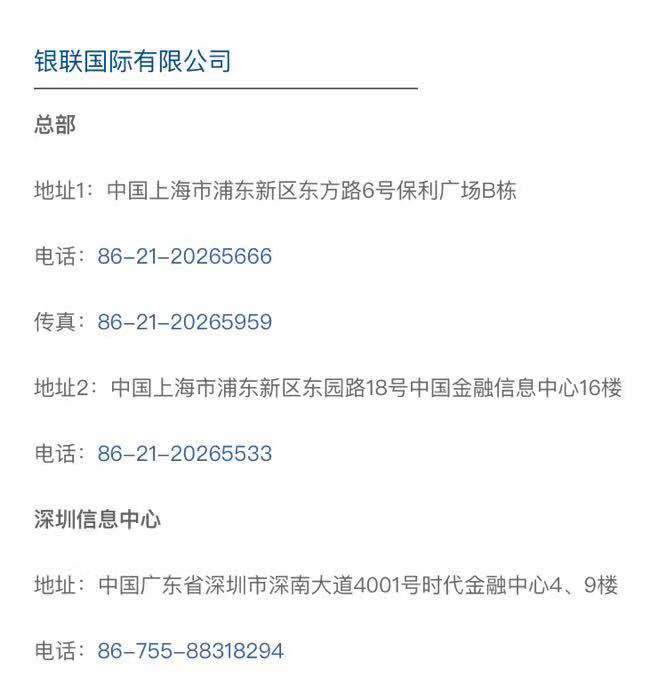 银联国际有限公司
总部
地址1：中国上海市浦东新区东方路6号保利广场B栋
电话：86-21-20265666
传真：86-21-20265959
地址2：中国上海市浦东新区东园路18号中国金融信息中心16楼
电话：86-21-20265533
深圳信息中心
地址：中国广东省深圳市深南大道4001号时代金融中心4、9楼
电话：86-755-88318294